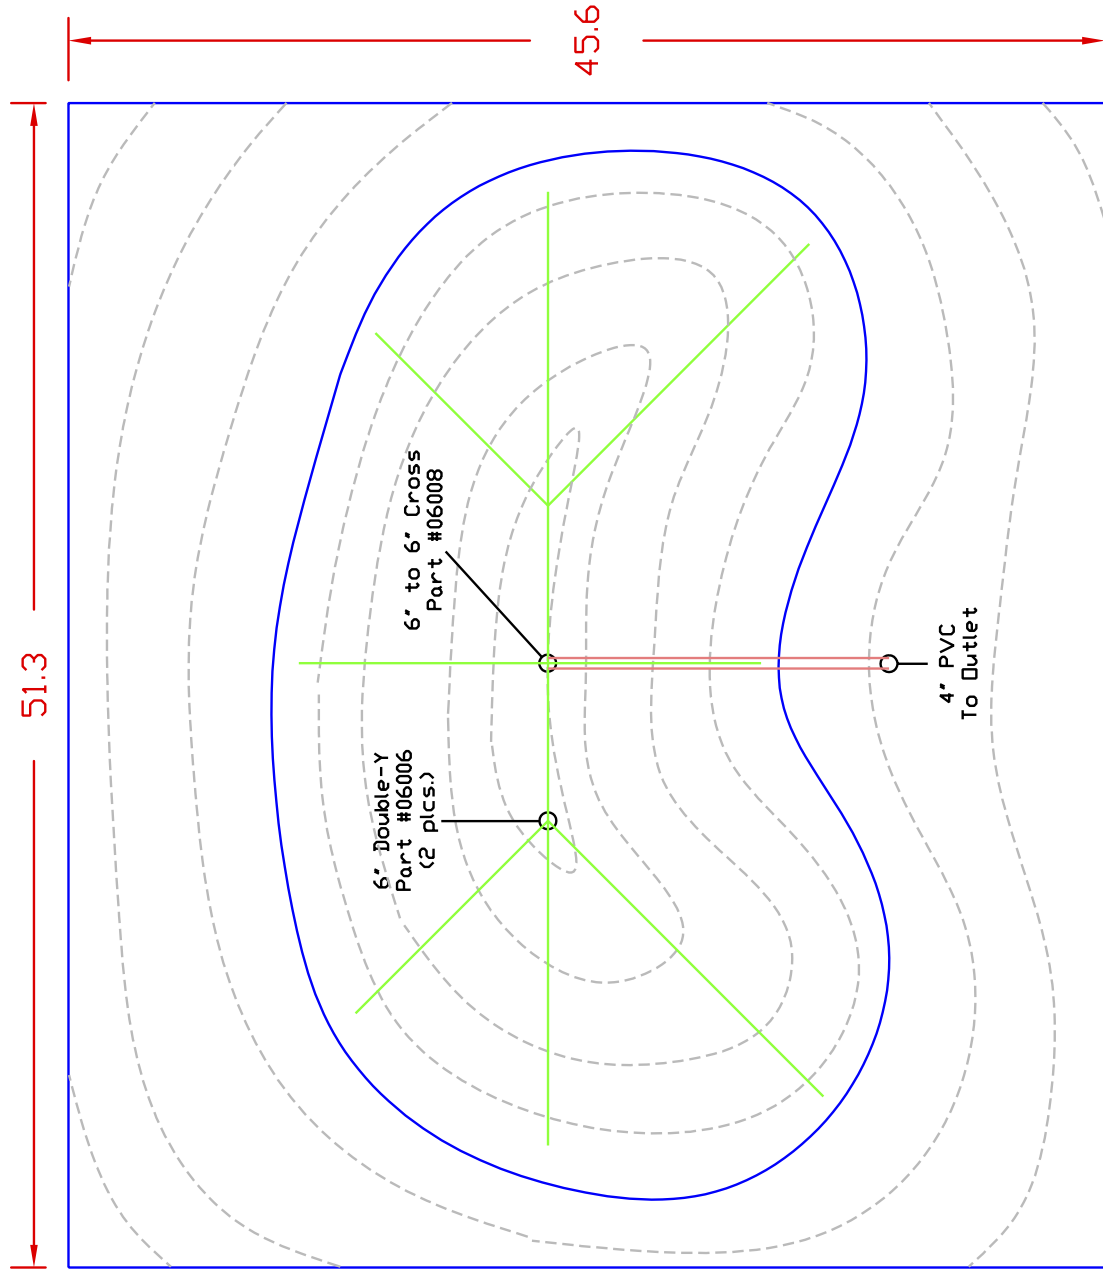 45.6
51.3
6" to 6" Cross
Part #06008
6" Double-Y
Part #06006
(2 plcs.)
4" PVC
To Outlet